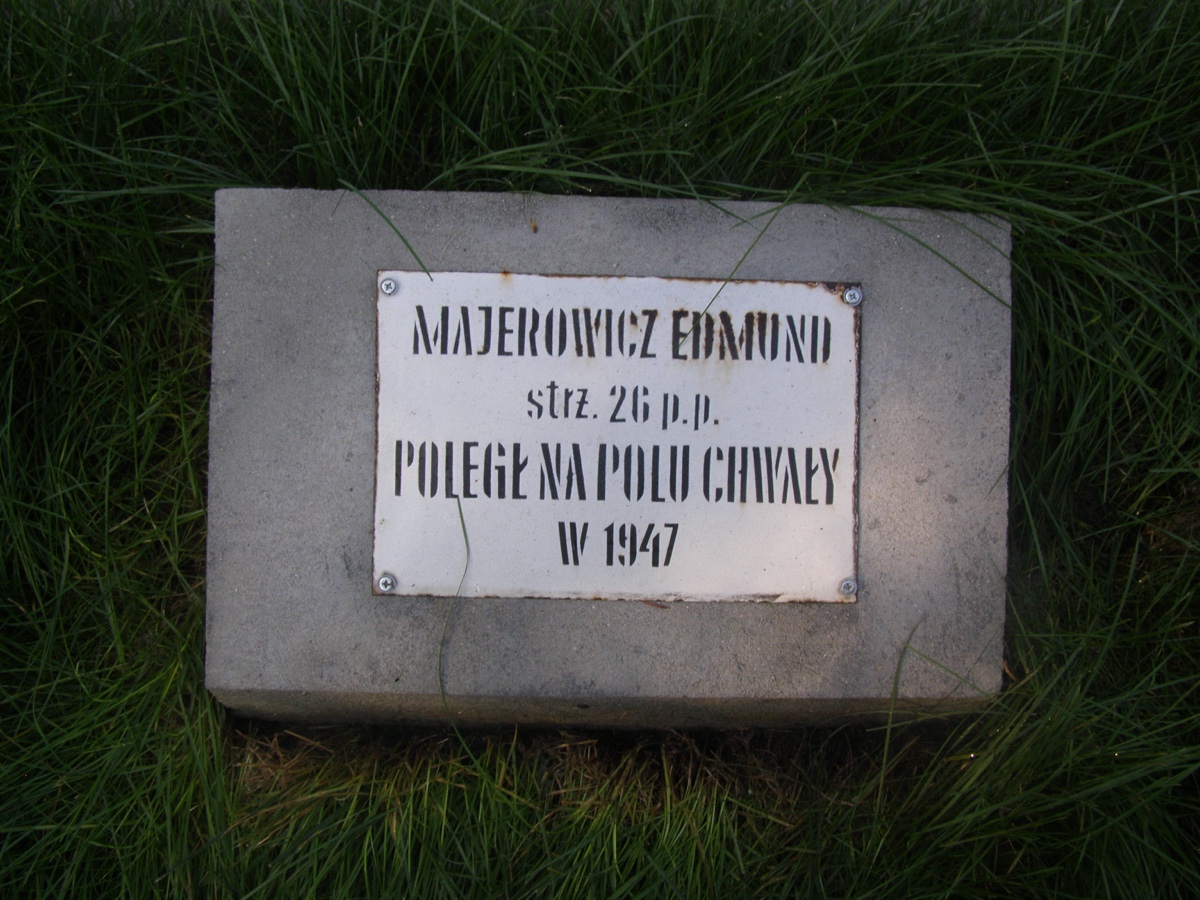 MAJEROWICZ EDMUND
strz. 26 p.p.
POLEGŁ NA POLU CHWAŁY
W 1947